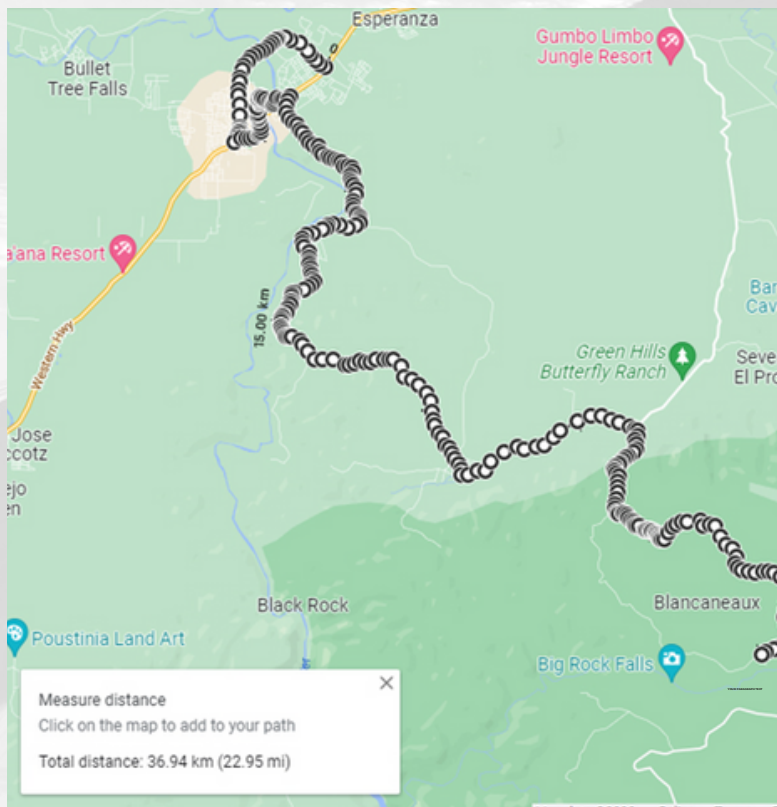 Esperanza
0
Gumbo Limbo
Jungle Resort
Bullet
Tree Falls
a'ana Resort
Western Hwy
15.00 km
Bar
Cav
Green Hills
Butterfly Ranch
Seve
El Pro
Jose
ccotz
ejo
en
Black Rock
Blancaneaux
Poustinia Land Art
Big Rock Falls
Measure distance
Click on the map to add to your path
Total distance: 36.94 km (22.95 mi)